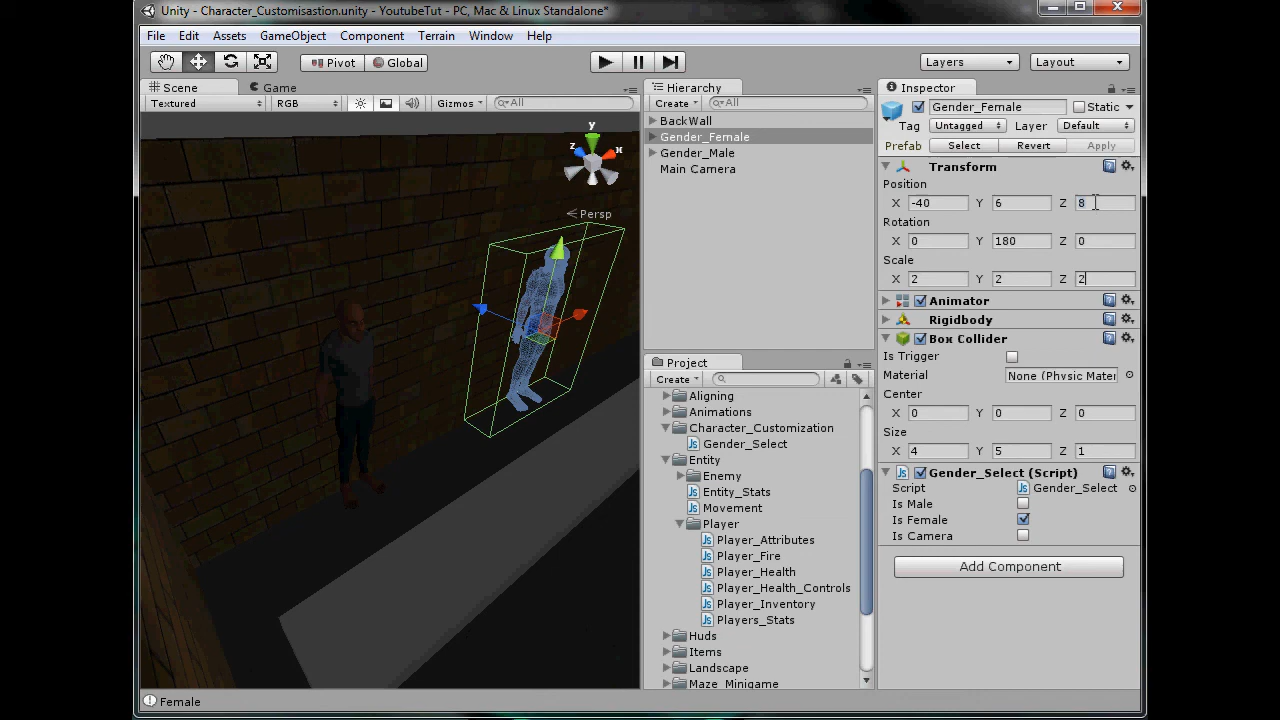 Unity - Character_Customisastion.unity - YoutubeTut - PC, Mac & Linux Standalone*
File Edit Assets GameObject Component Terrain Window Help
Pivot Global Layers Layout
Scene Game
Textured RGB Gizmos All
y
z x
Persp
Hierarchy
Create All
BackWall
Gender_Female
Gender_Male
Main Camera
Project
Create
Aligning
Animations
Character_Customization
Gender_Select
Entity
Enemy
Entity_Stats
Movement
Player
Player_Attributes
Player_Fire
Player_Health
Player_Health_Controls
Player_Inventory
Players_Stats
Huds
Items
Landscape
Maze_Minigame
Inspector
Gender_Female Static
Tag Untagged Layer Default
Prefab Select Revert Apply
Transform
Position
X -40 Y 6 Z 8
Rotation
X 0 Y 180 Z 0
Scale
X 2 Y 2 Z 2
Animator
Rigidbody
Box Collider
Is Trigger
Material None (Physic Mater
Center
X 0 Y 0 Z 0
Size
X 4 Y 5 Z 1
Gender_Select (Script)
Script Gender_Select
Is Male
Is Female
Is Camera
Add Component
Female